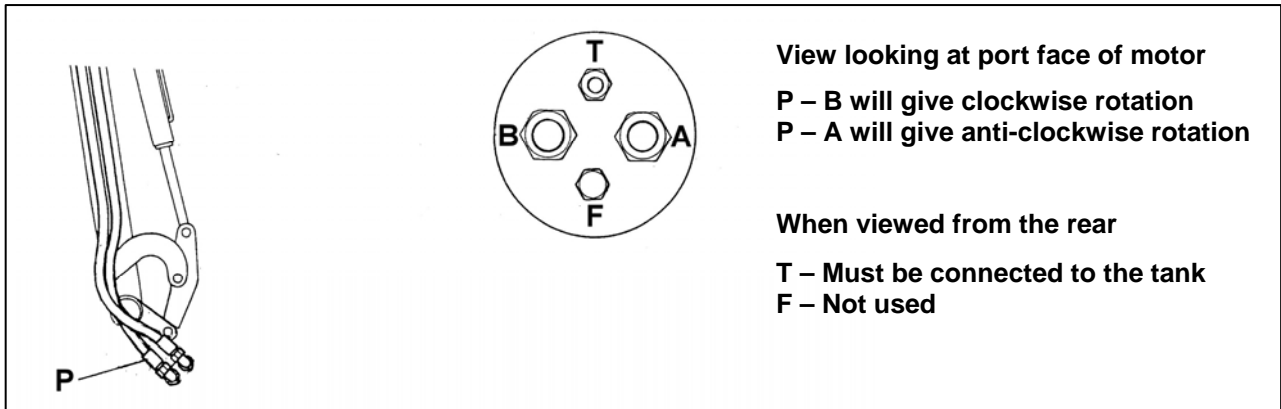 T
B
A
F
P
View looking at port face of motor
P – B will give clockwise rotation
P – A will give anti-clockwise rotation
When viewed from the rear
T – Must be connected to the tank
F – Not used